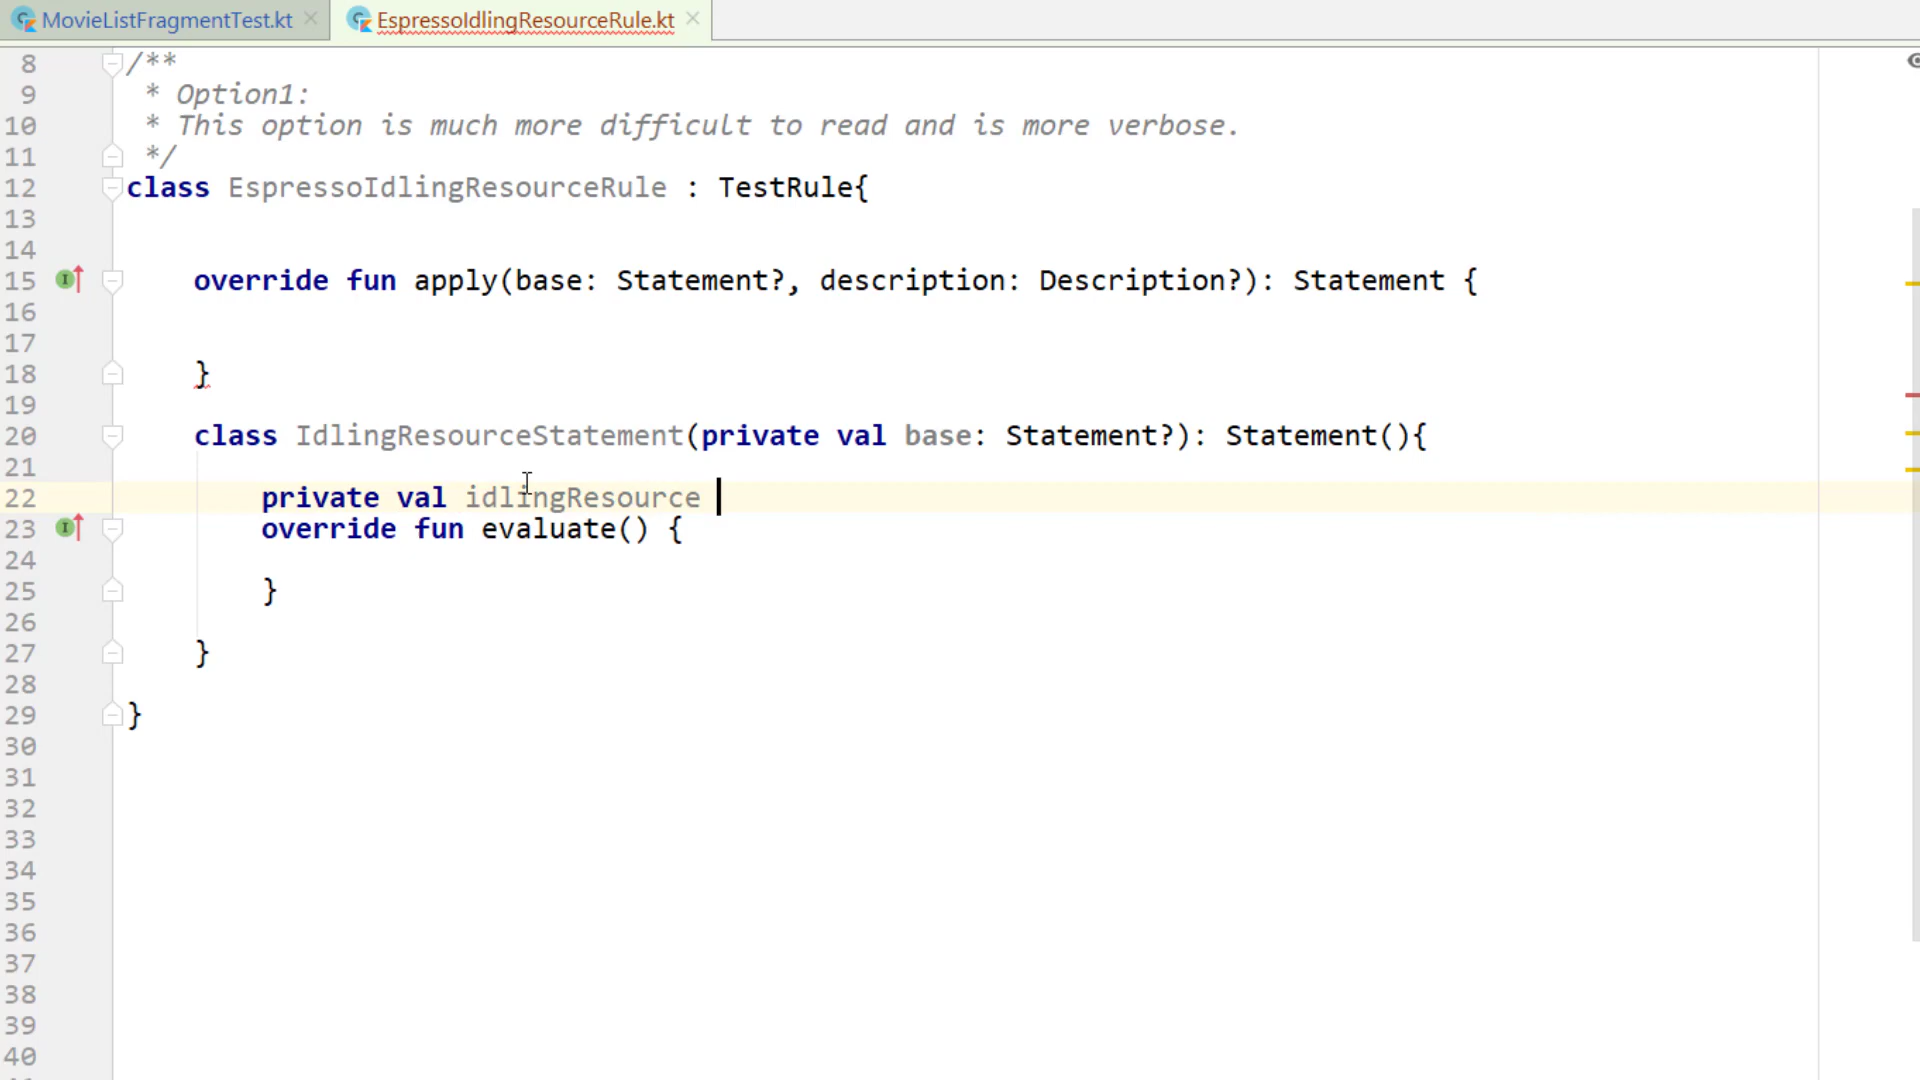 MovieListFragmentTest.kt
EspressoIdlingResourceRule.kt
8 /**
9 * Option1:
10 * This option is much more difficult to read and is more verbose.
11 */
12 class EspressoIdlingResourceRule : TestRule{
13
14
15 override fun apply(base: Statement?, description: Description?): Statement {
16
17
18 }
19
20 class IdlingResourceStatement(private val base: Statement?): Statement(){
21
22 private val idlingResource
23 override fun evaluate() {
24
25 }
26
27 }
28
29 }
30
31
32
33
34
35
36
37
38
39
40